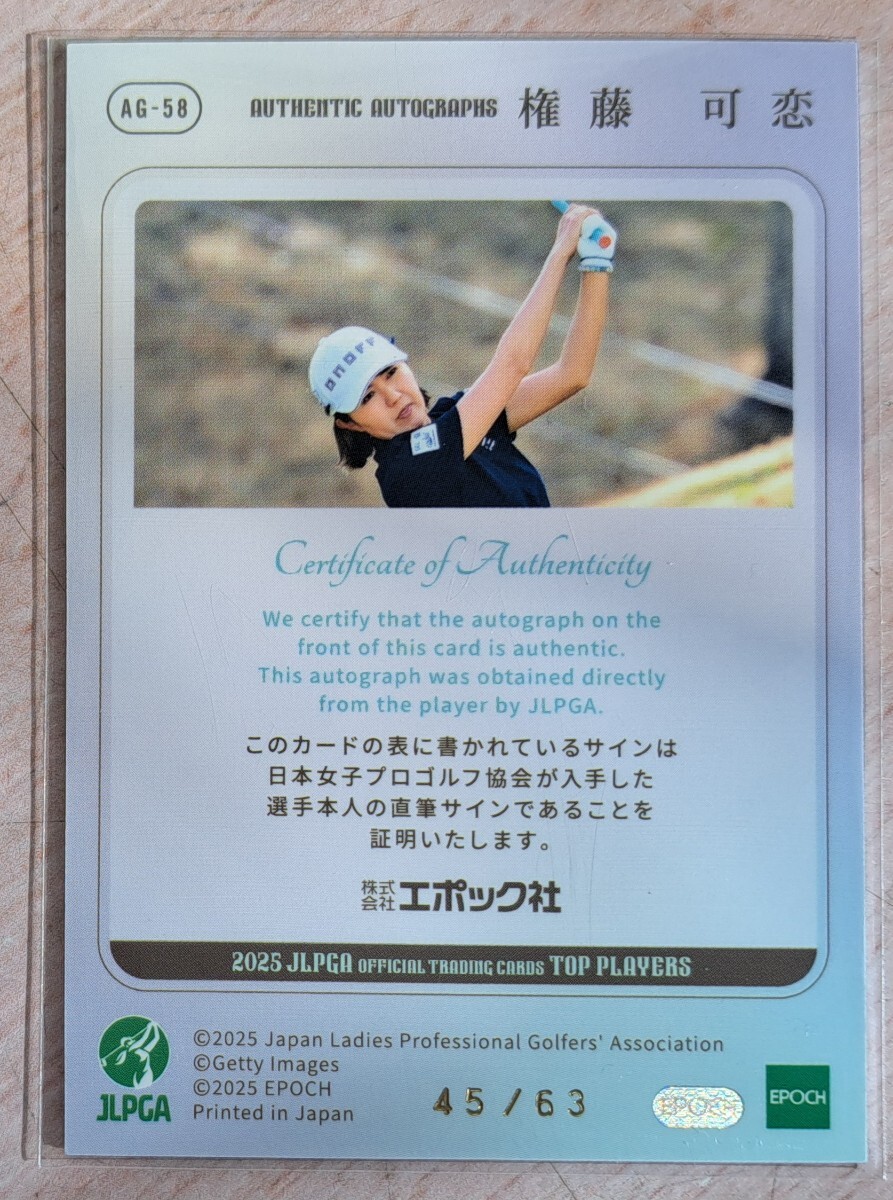 AG-58
AUTHENTIC AUTOGRAPHS 権藤 可恋
ONOFF
Certificate of Authenticity
We certify that the autograph on the
front of this card is authentic.
This autograph was obtained directly
from the player by JLPGA.
このカードの表に書かれているサインは
日本女子プロゴルフ協会が入手した
選手本人の直筆サインであることを
証明いたします。
株式会社エポック社
2025 JLPGA OFFICIAL TRADING CARDS TOP PLAYERS
©2025 Japan Ladies Professional Golfers' Association
©Getty Images
©2025 EPOCH
Printed in Japan
JLPGA
45/63
EPOCH
EPOCH